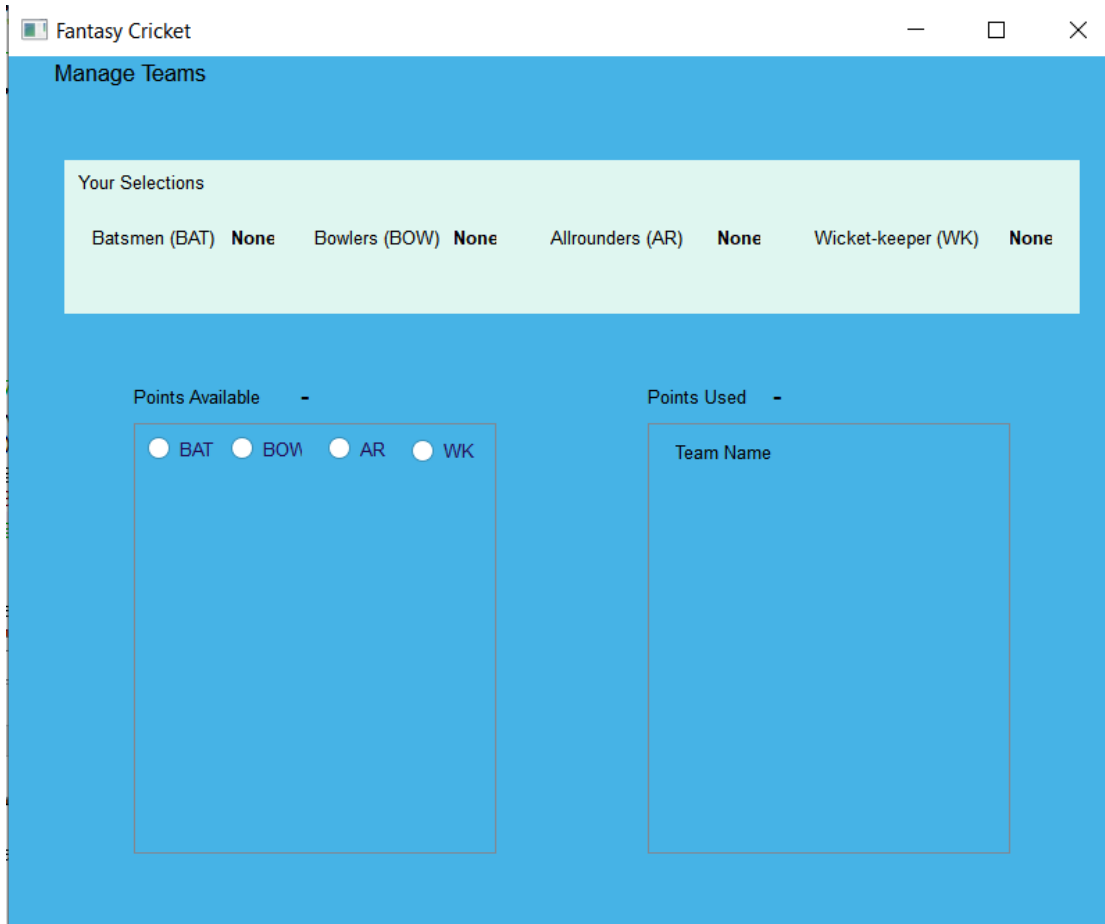 Fantasy Cricket
Manage Teams
Your Selections
Batsmen (BAT) None Bowlers (BOW) None Allrounders (AR) None Wicket-keeper (WK) None
Points Available - Points Used -
BAT BOW AR WK
Team Name